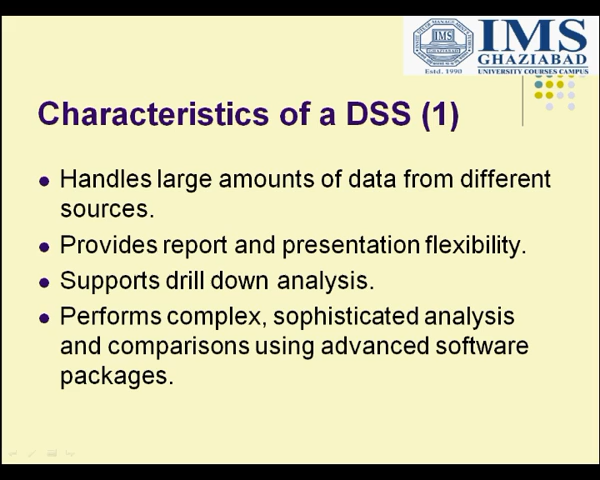 IMS
GHAZIABAD
Estd. 1990
UNIVERSITY COURSES CAMPUS
Characteristics of a DSS (1)
Handles large amounts of data from different
sources.
Provides report and presentation flexibility.
Supports drill down analysis.
Performs complex, sophisticated analysis
and comparisons using advanced software
packages.